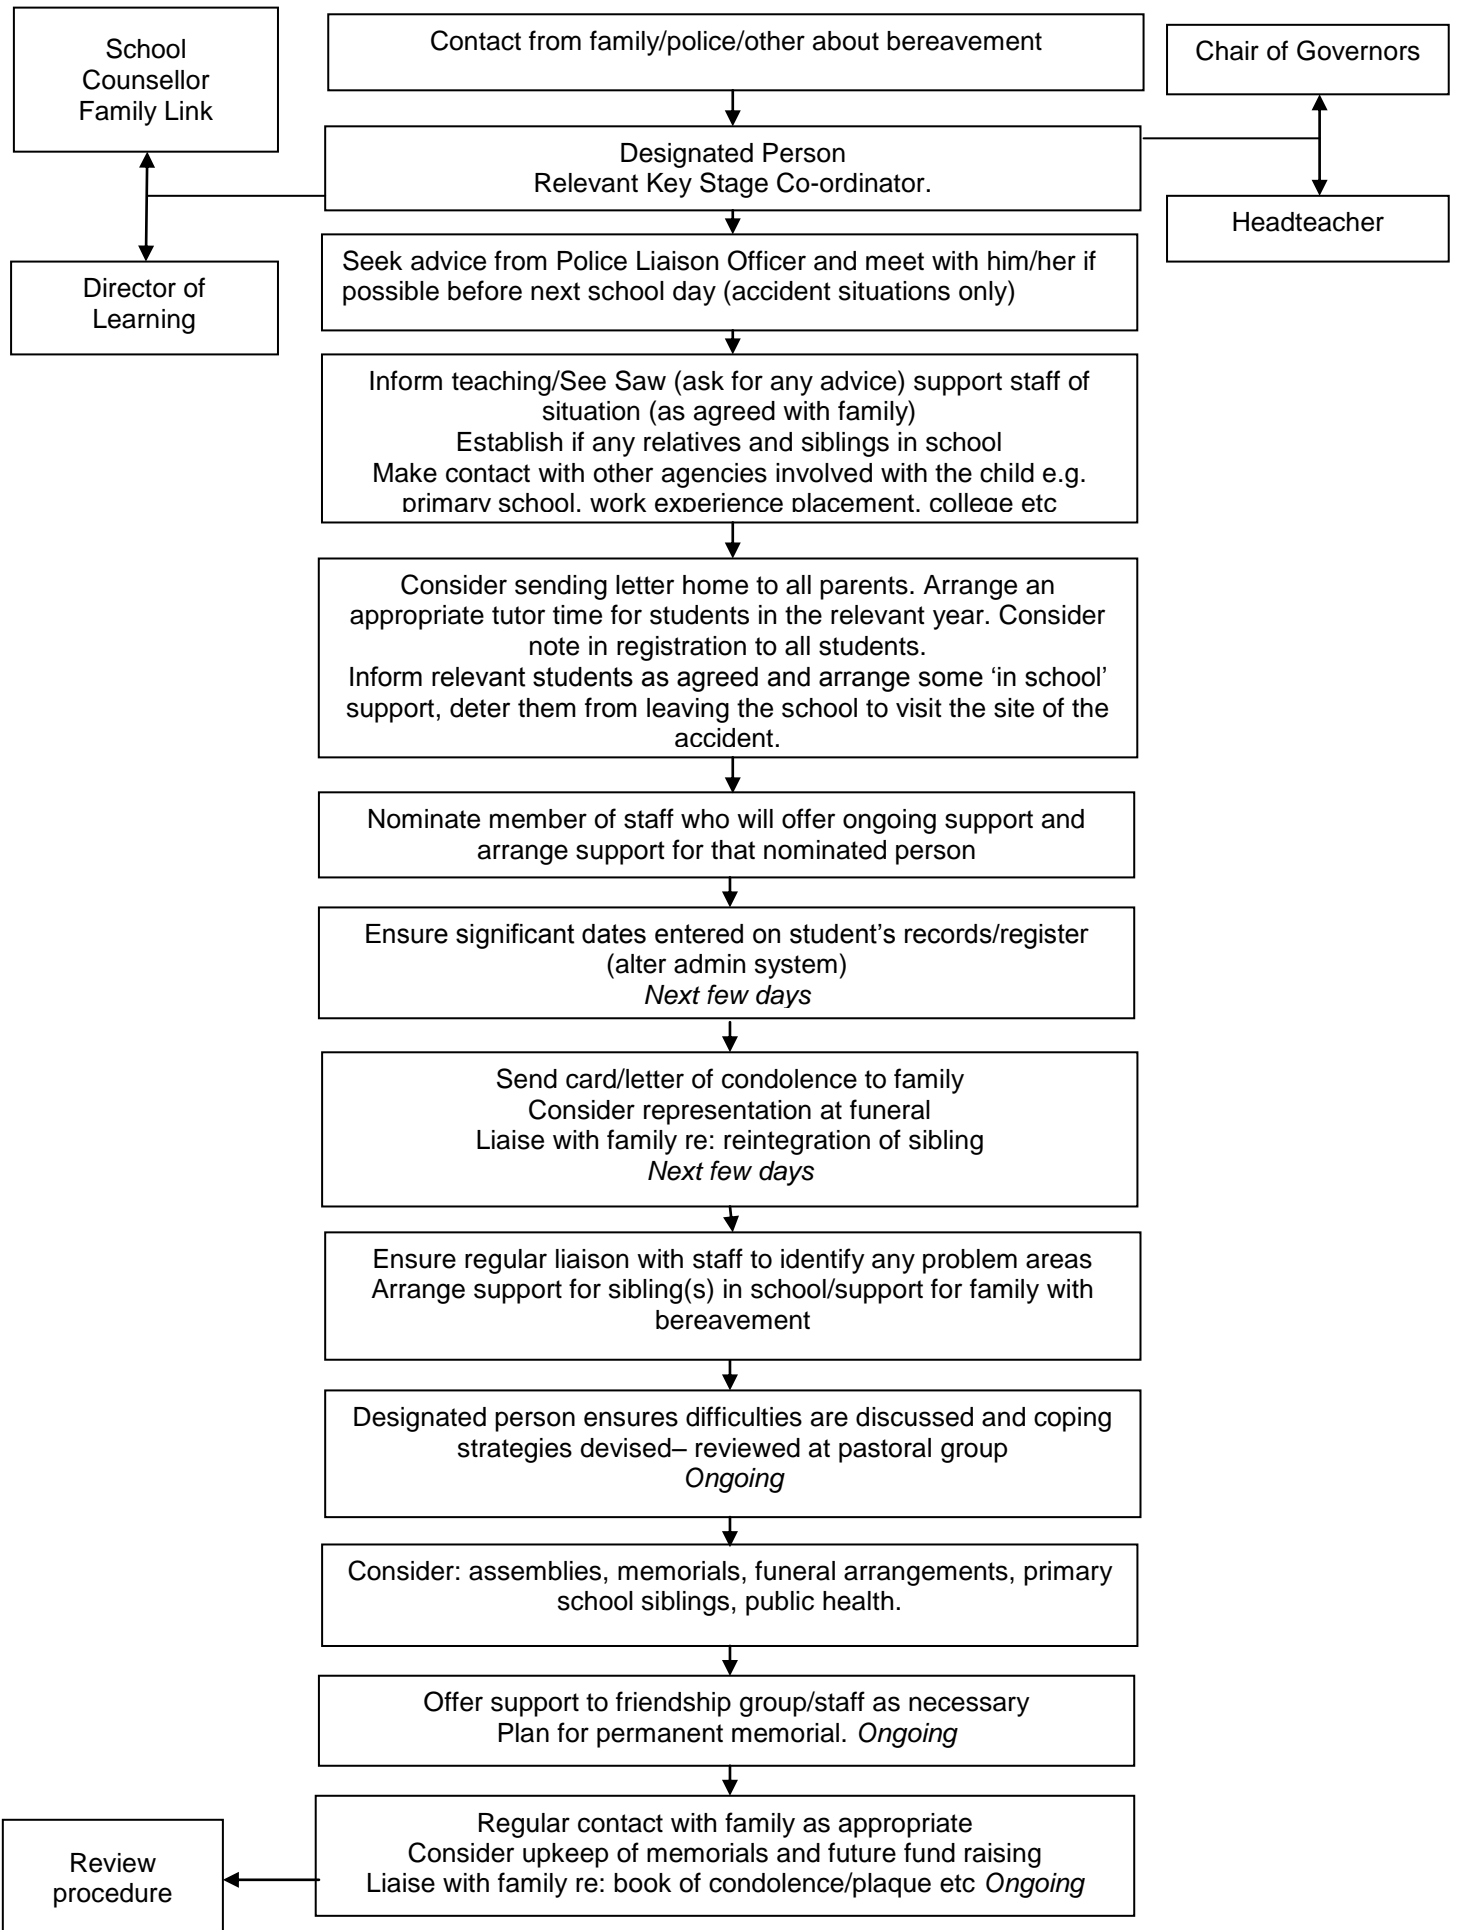 School
Counsellor
Family Link
Contact from family/police/other about bereavement
Chair of Governors
Designated Person
Relevant Key Stage Co-ordinator.
Headteacher
Director of
Learning
Seek advice from Police Liaison Officer and meet with him/her if
possible before next school day (accident situations only)
Inform teaching/See Saw (ask for any advice) support staff of
situation (as agreed with family)
Establish if any relatives and siblings in school
Make contact with other agencies involved with the child e.g.
primary school, work experience placement, college etc
Consider sending letter home to all parents. Arrange an
appropriate tutor time for students in the relevant year. Consider
note in registration to all students.
Inform relevant students as agreed and arrange some ‘in school’
support, deter them from leaving the school to visit the site of the
accident.
Nominate member of staff who will offer ongoing support and
arrange support for that nominated person
Ensure significant dates entered on student’s records/register
(alter admin system)
Next few days
Send card/letter of condolence to family
Consider representation at funeral
Liaise with family re: reintegration of sibling
Next few days
Ensure regular liaison with staff to identify any problem areas
Arrange support for sibling(s) in school/support for family with
bereavement
Designated person ensures difficulties are discussed and coping
strategies devised– reviewed at pastoral group
Ongoing
Consider: assemblies, memorials, funeral arrangements, primary
school siblings, public health.
Offer support to friendship group/staff as necessary
Plan for permanent memorial. Ongoing
Regular contact with family as appropriate
Consider upkeep of memorials and future fund raising
Liaise with family re: book of condolence/plaque etc Ongoing
Review
procedure